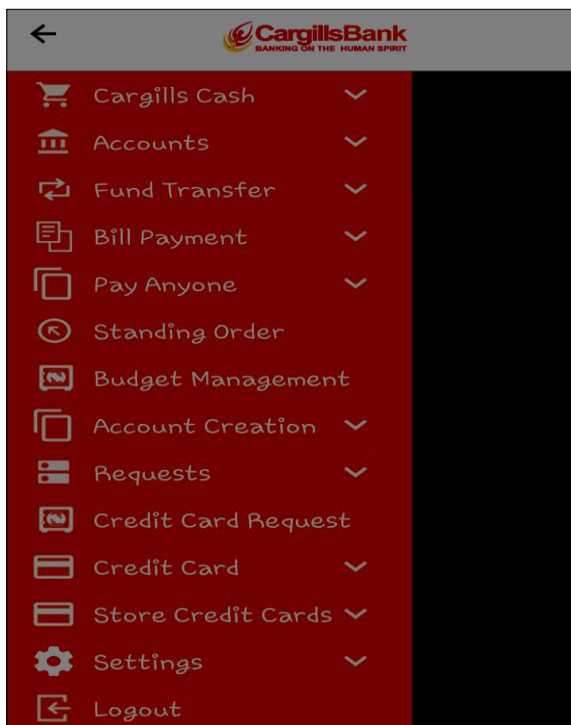 CargillsBank
BANKING ON THE HUMAN SPIRIT
Cargills Cash
Accounts
Fund Transfer
Bill Payment
Pay Anyone
Standing Order
Budget Management
Account Creation
Requests
Credit Card Request
Credit Card
Store Credit Cards
Settings
Logout